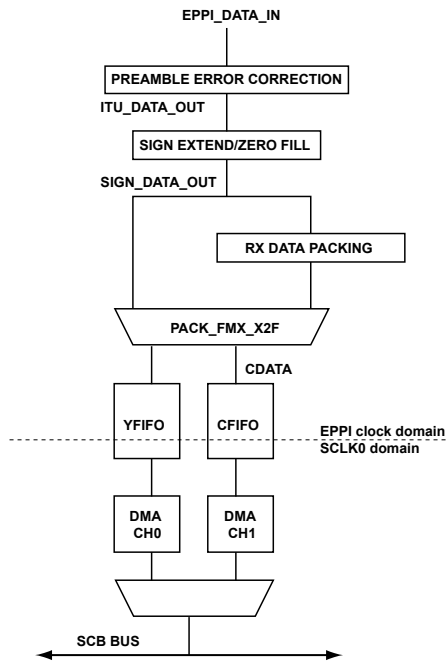 EPPI_DATA_IN
PREAMBLE ERROR CORRECTION
ITU_DATA_OUT
SIGN EXTEND/ZERO FILL
SIGN_DATA_OUT
RX DATA PACKING
PACK_FMX_X2F
CDATA
YFIFO
CFIFO
EPPI clock domain
SCLK0 domain
DMA
CH0
DMA
CH1
SCB BUS